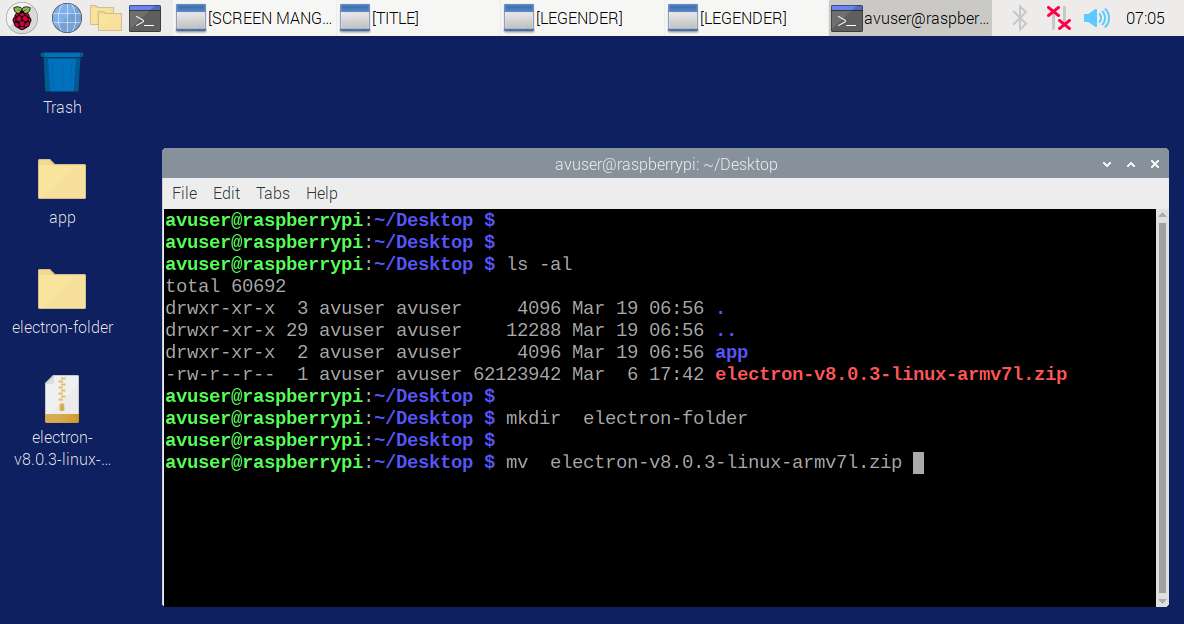 [SCREEN MANG... [TITLE] [LEGENDER] [LEGENDER] avuser@raspber... 07:05
Trash
app
electron-folder
electron-
v8.0.3-linux-...
avuser@raspberrypi: ~/Desktop
File Edit Tabs Help
avuser@raspberrypi:~/Desktop $
avuser@raspberrypi:~/Desktop $
avuser@raspberrypi:~/Desktop $ ls -al
total 60692
drwxr-xr-x  3 avuser avuser     4096 Mar 19 06:56 .
drwxr-xr-x 29 avuser avuser    12288 Mar 19 06:56 ..
drwxr-xr-x  2 avuser avuser     4096 Mar 19 06:56 app
-rw-r--r--  1 avuser avuser 62123942 Mar  6 17:42 electron-v8.0.3-linux-armv7l.zip
avuser@raspberrypi:~/Desktop $
avuser@raspberrypi:~/Desktop $ mkdir  electron-folder
avuser@raspberrypi:~/Desktop $
avuser@raspberrypi:~/Desktop $ mv  electron-v8.0.3-linux-armv7l.zip